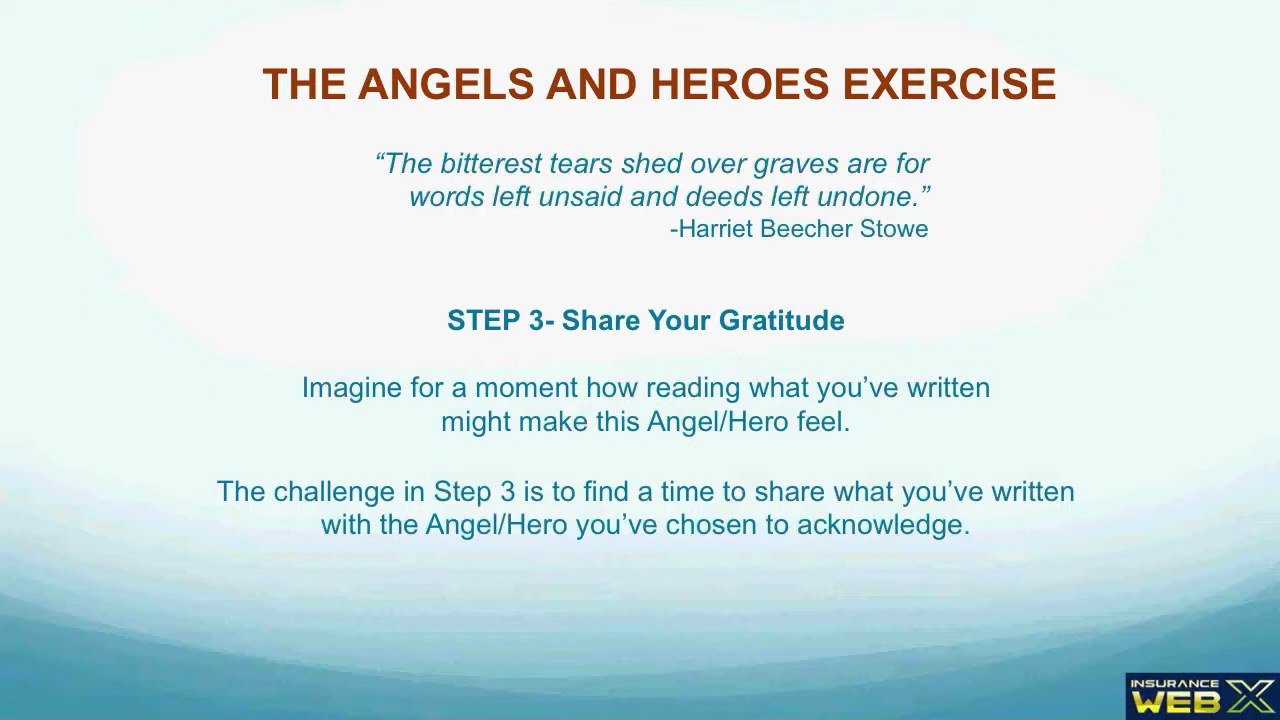 THE ANGELS AND HEROES EXERCISE
“The bitterest tears shed over graves are for
words left unsaid and deeds left undone.”
-Harriet Beecher Stowe
STEP 3- Share Your Gratitude
Imagine for a moment how reading what you’ve written
might make this Angel/Hero feel.
The challenge in Step 3 is to find a time to share what you’ve written
with the Angel/Hero you’ve chosen to acknowledge.
INSURANCE
WEB X